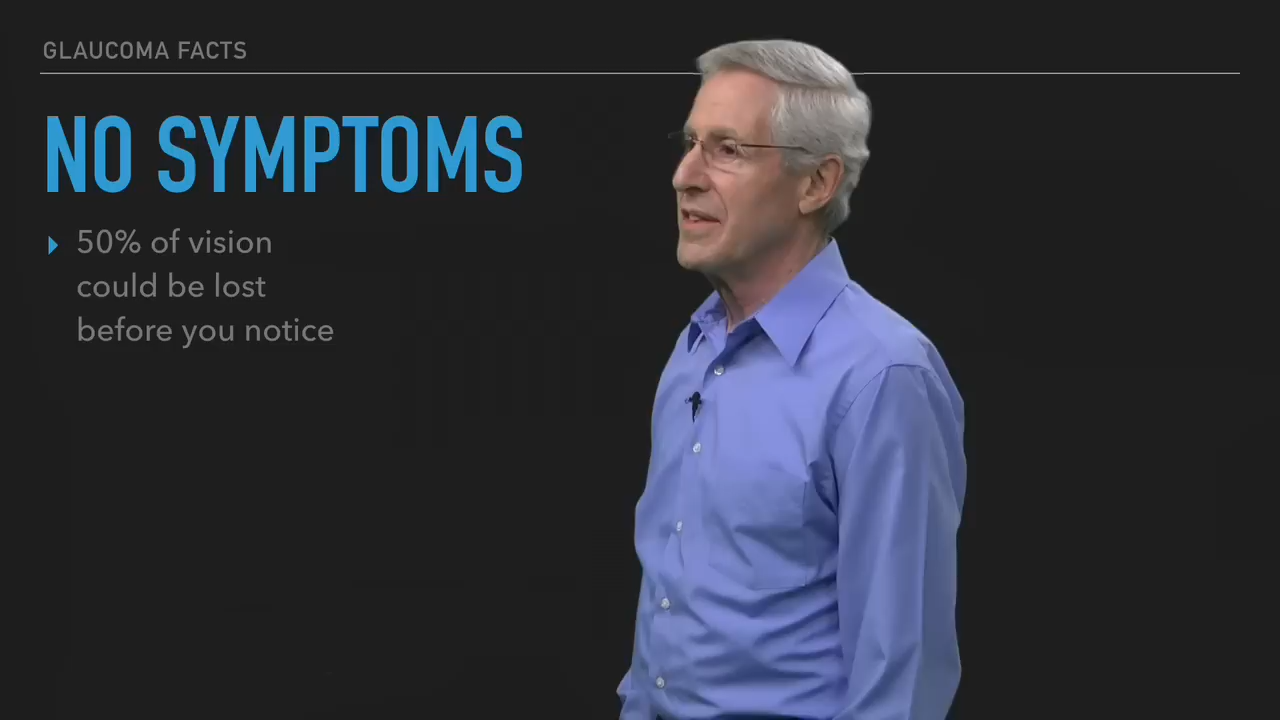 GLAUCOMA FACTS
NO SYMPTOMS
50% of vision
could be lost
before you notice